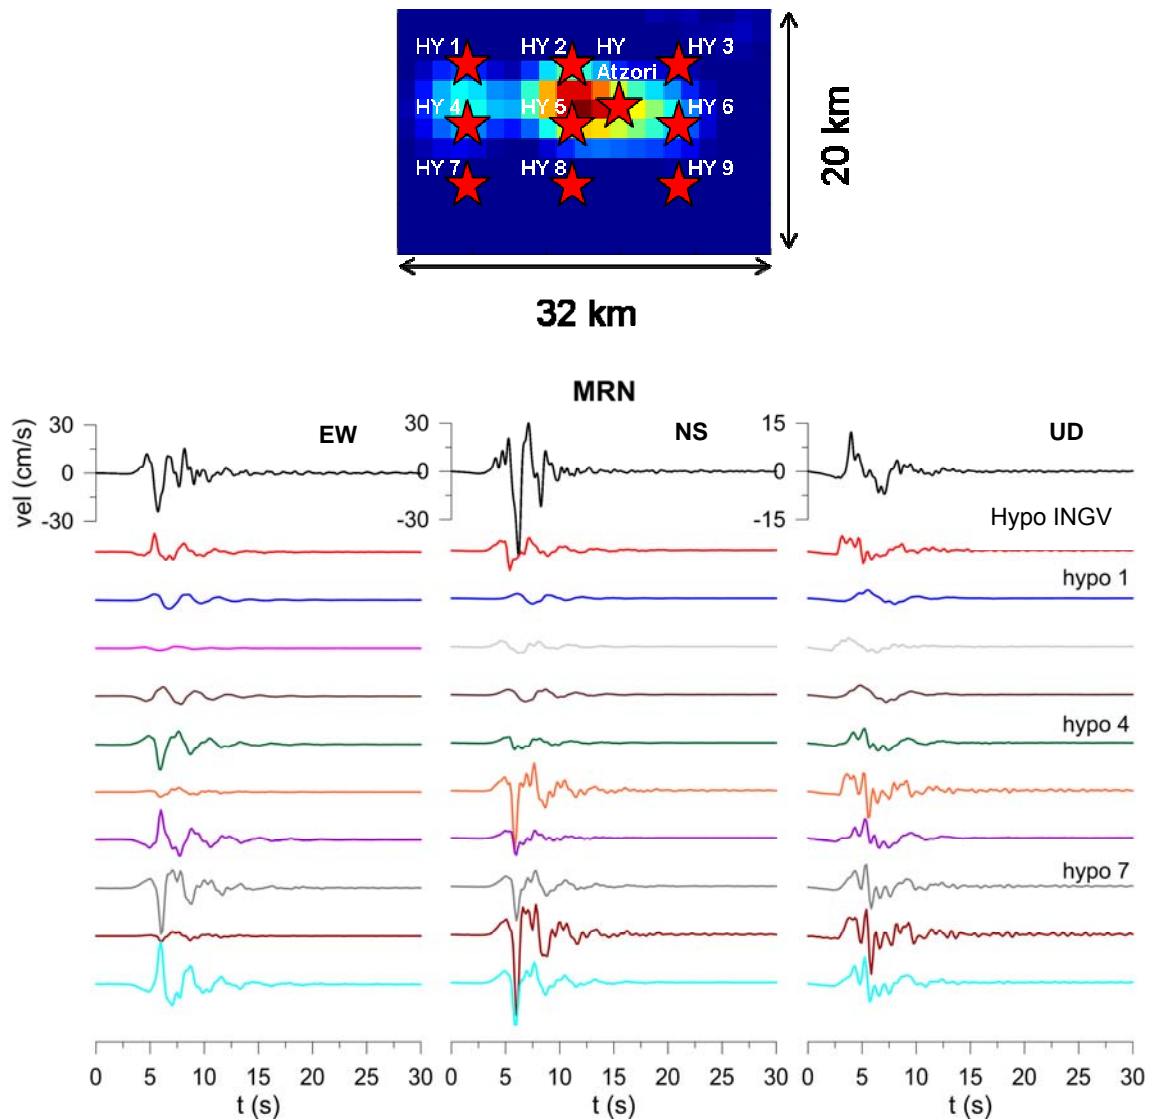 HY 1 HY 2 HY HY 3
Atzori
HY 4 HY 5 HY 6
HY 7 HY 8 HY 9
20 km
32 km
MRN
vel (cm/s)
30 0 -30
EW
30 0 -30
NS
15 0 -15
UD
Hypo INGV
hypo 1
hypo 4
hypo 7
0 5 10 15 20 25 30
t (s)
0 5 10 15 20 25 30
t (s)
0 5 10 15 20 25 30
t (s)